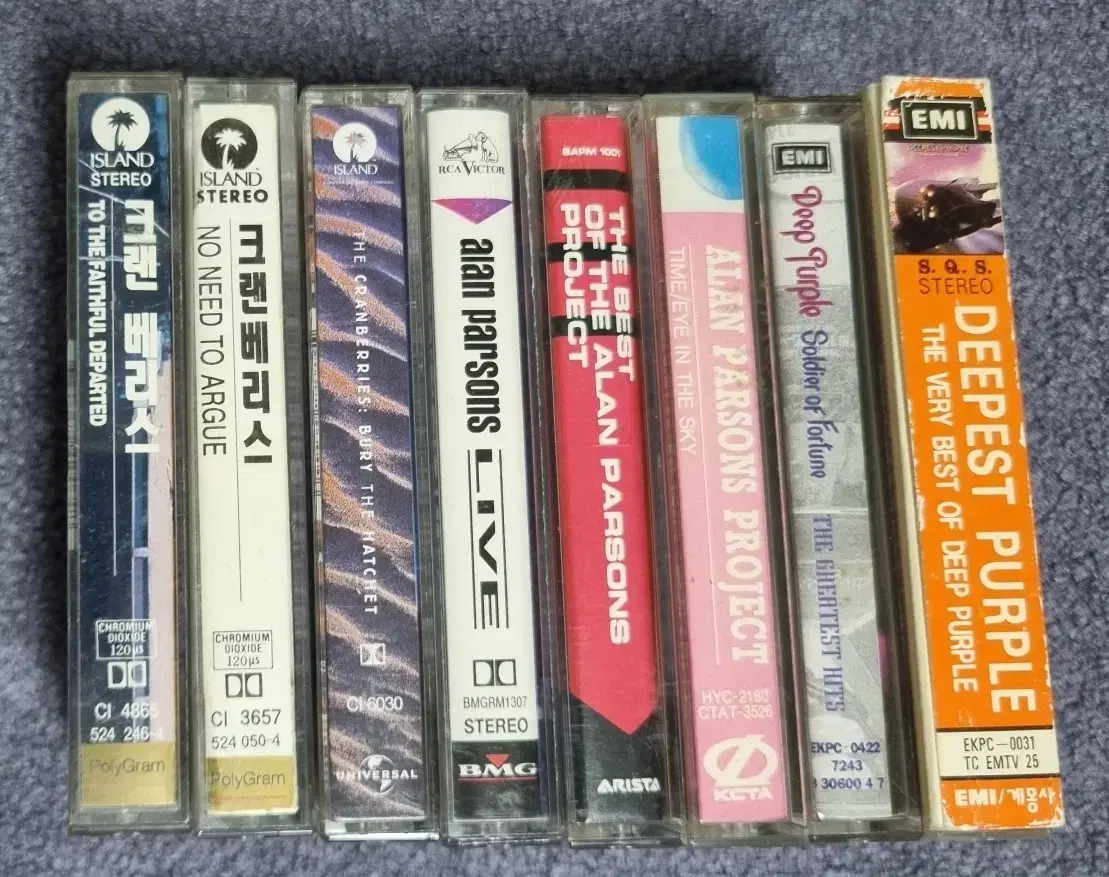 ISLAND
STEREO
크랜베리스
TO THE FAITHFUL DEPARTED
CHROMIUM
DIOXIDE
120µs
CI 4865
524 246-4
PolyGram
ISLAND
STEREO
크랜베리스
NO NEED TO ARGUE
CHROMIUM
DIOXIDE
120µs
CI 3657
524 050-4
PolyGram
ISLAND
THE CRANBERRIES: BURY THE HATCHET
CI 6030
UNIVERSAL
RCA VICTOR
alan parsons
LIVE
BMGRM1307
STEREO
BMG
BAPM 1001
THE BEST
OF THE ALAN PARSONS
PROJECT
ARISTA
ALAN PARSONS PROJECT
TIME/EYE IN THE SKY
HYC-2180
CTAT-3526
KCTA
EMI
Deep Purple Soldier of Fortune THE GREATEST HITS
EKPC-0422
7243
8 30600 4 7
EMI
DEEPEST PURPLE
S. Q. S.
STEREO
DEEPEST PURPLE
THE VERY BEST OF DEEP PURPLE
EKPC-0031
TC EMTV 25
EMI/계몽사